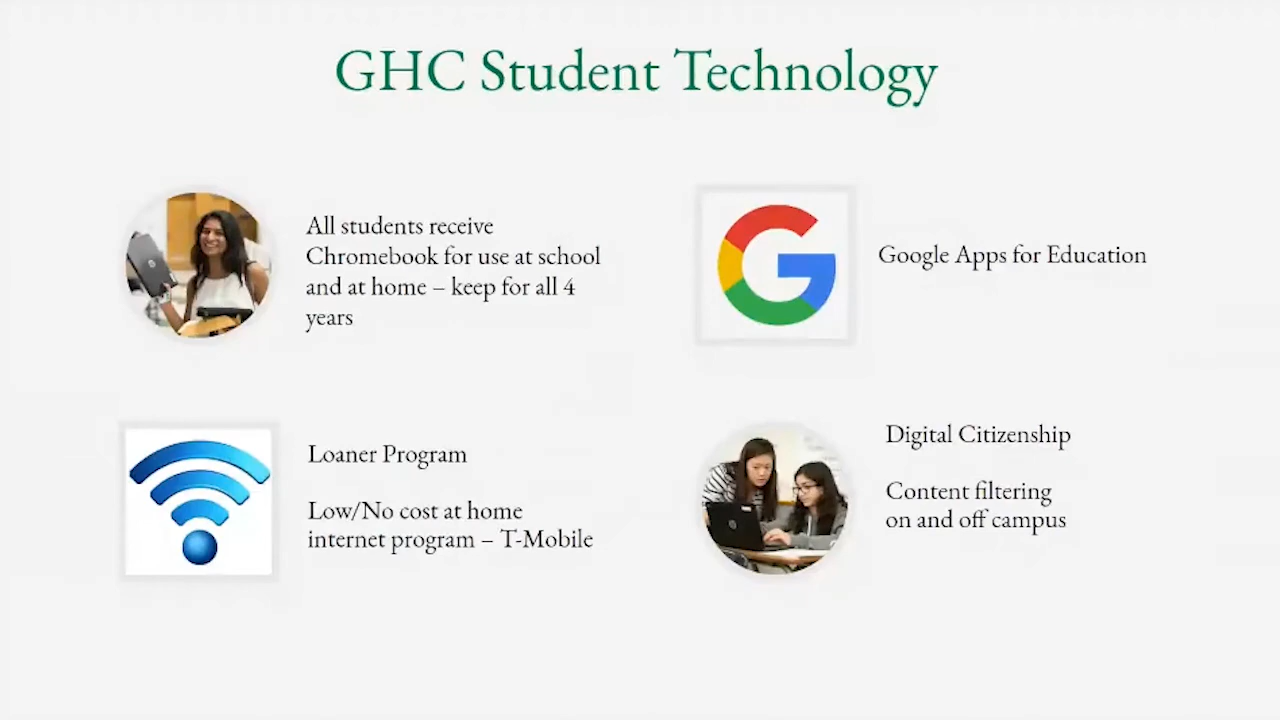 GHC Student Technology
All students receive
Chromebook for use at school
and at home – keep for all 4
years
Google Apps for Education
Loaner Program
Low/No cost at home
internet program – T-Mobile
Digital Citizenship
Content filtering
on and off campus